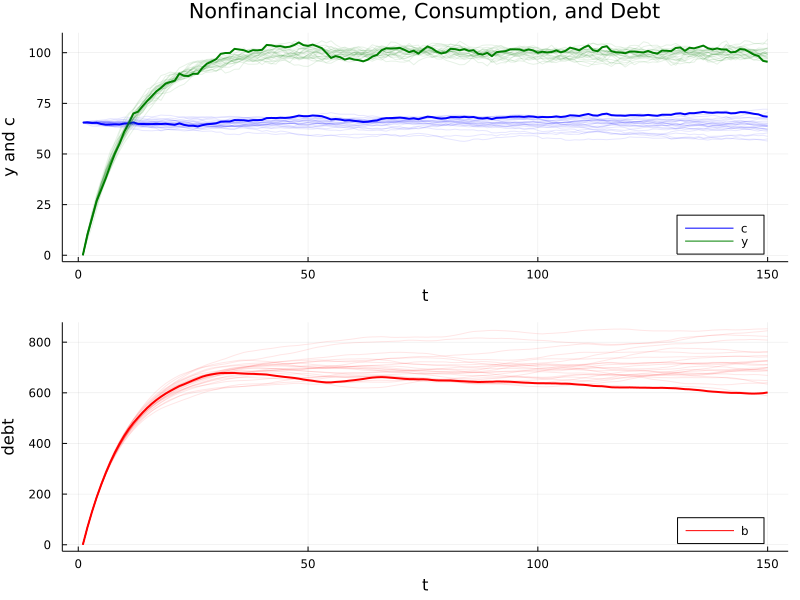 Nonfinancial Income, Consumption, and Debt
y and c
100
75
50
25
0
c
y
0 50 100 150
t
debt
800
600
400
200
0
b
0 50 100 150
t